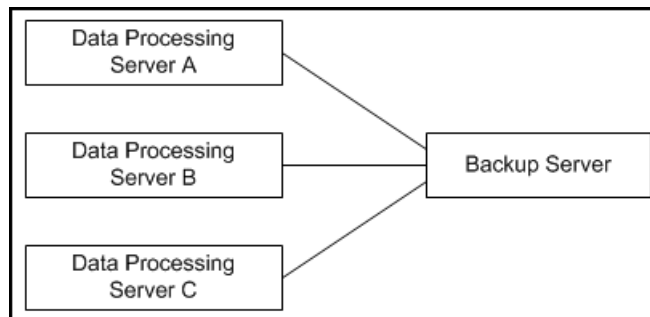 Data Processing
Server A
Data Processing
Server B
Backup Server
Data Processing
Server C